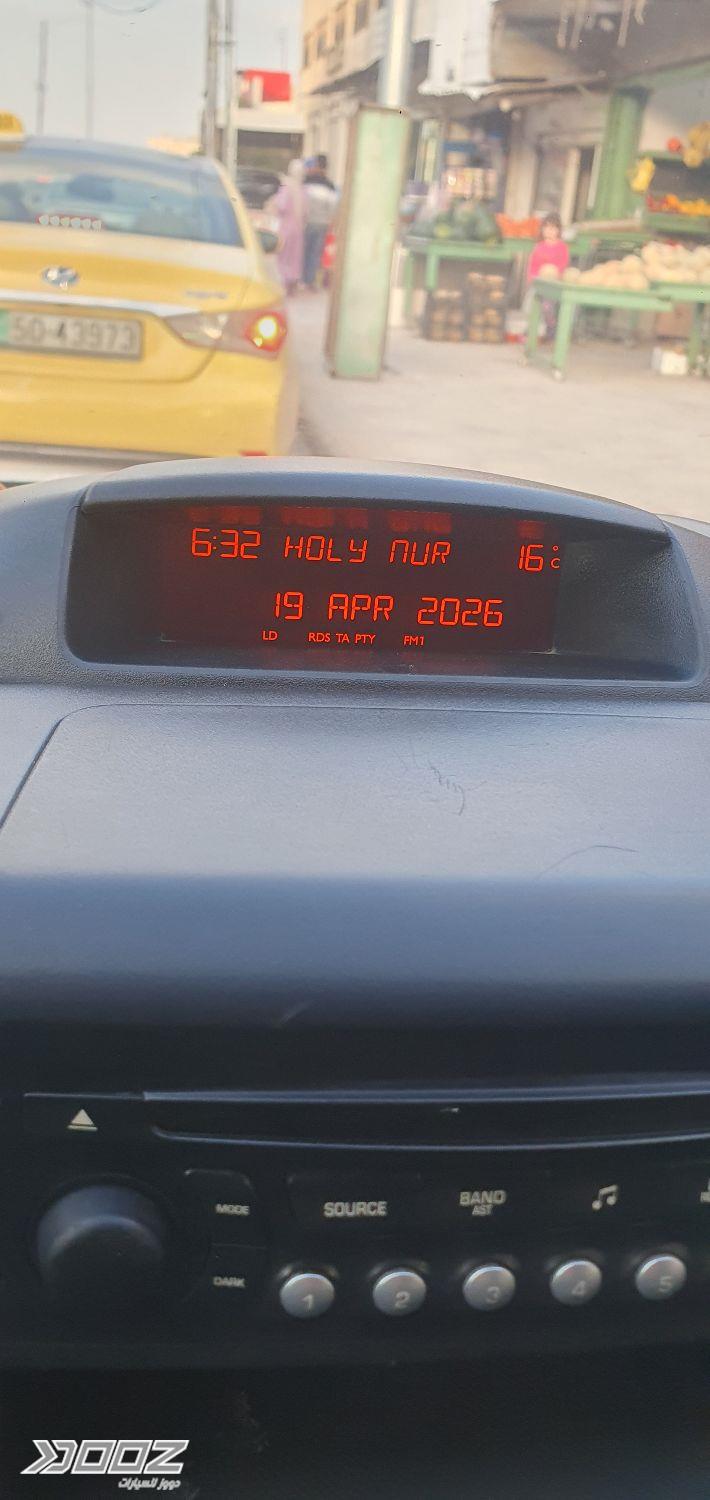 50-43973
6:32 HOLY NUR 16°C
19 APR 2026
LD RDS TA PTY FM1
MODE
SOURCE
BAND
AST
DARK
1 2 3 4 5
DOOZ
دووز للسيارات